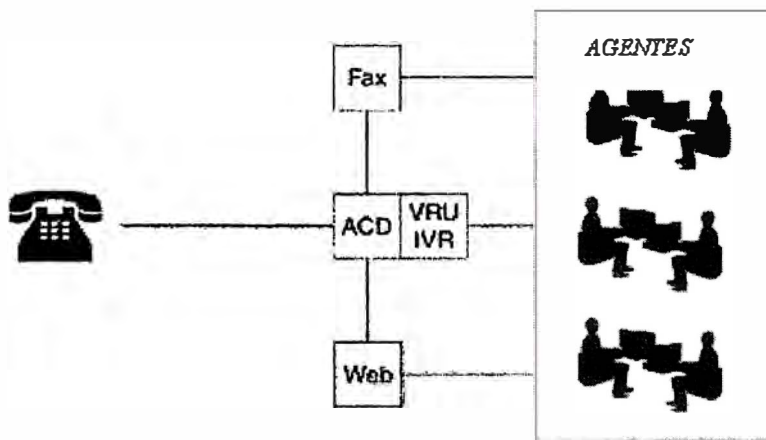 AGENTES
Fax
ACD
VRU
IVR
Web